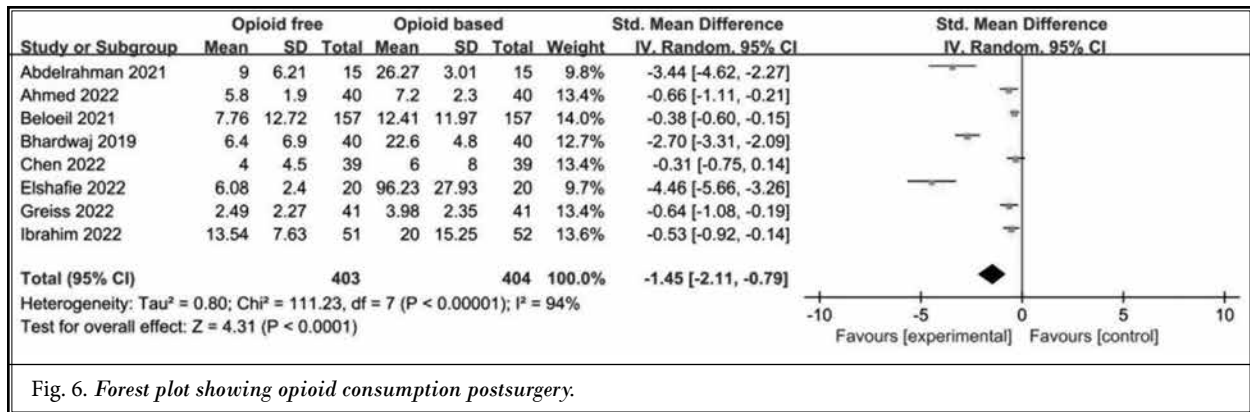 Opioid free Opioid based Std. Mean Difference Std. Mean Difference
Study or Subgroup Mean SD Total Mean SD Total Weight IV. Random. 95% CI IV. Random. 95% CI
Abdelrahman 2021 9 6.21 15 26.27 3.01 15 9.8% -3.44 [-4.62, -2.27]
Ahmed 2022 5.8 1.9 40 7.2 2.3 40 13.4% -0.66 [-1.11, -0.21]
Beloeil 2021 7.76 12.72 157 12.41 11.97 157 14.0% -0.38 [-0.60, -0.15]
Bhardwaj 2019 6.4 6.9 40 22.6 4.8 40 12.7% -2.70 [-3.31, -2.09]
Chen 2022 4 4.5 39 6 8 39 13.4% -0.31 [-0.75, 0.14]
Elshafie 2022 6.08 2.4 20 96.23 27.93 20 9.7% -4.46 [-5.66, -3.26]
Greiss 2022 2.49 2.27 41 3.98 2.35 41 13.4% -0.64 [-1.08, -0.19]
Ibrahim 2022 13.54 7.63 51 20 15.25 52 13.6% -0.53 [-0.92, -0.14]
Total (95% CI) 403 404 100.0% -1.45 [-2.11, -0.79]
Heterogeneity: Tau² = 0.80; Chi² = 111.23, df = 7 (P < 0.00001); I² = 94%
Test for overall effect: Z = 4.31 (P < 0.0001)
-10 -5 0 5 10
Favours [experimental] Favours [control]
Fig. 6. Forest plot showing opioid consumption postsurgery.